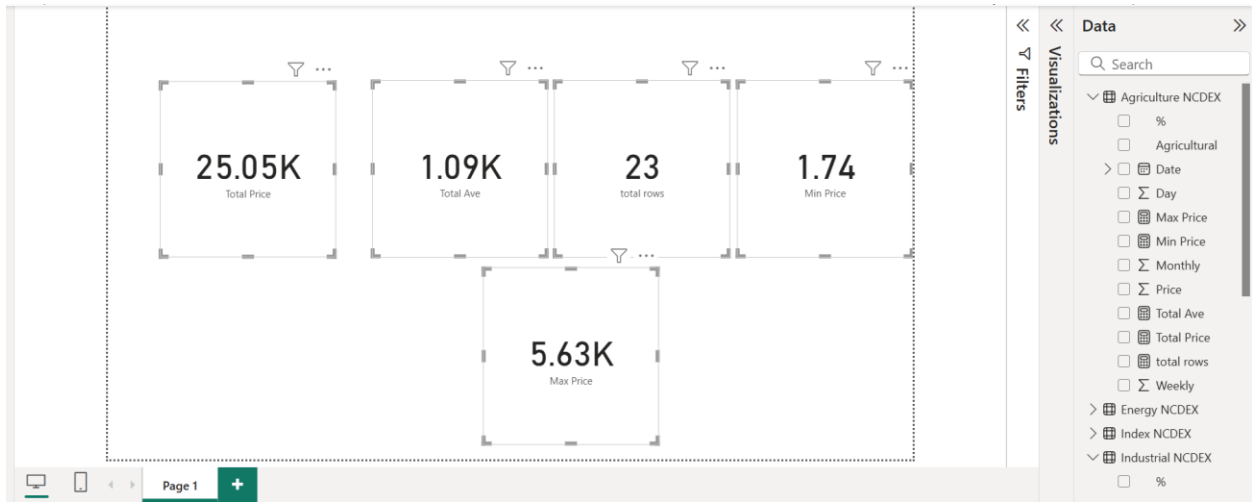 25.05K
Total Price
1.09K
Total Ave
23
total rows
1.74
Min Price
5.63K
Max Price
Page 1
Filters
Visualizations
Data
Search
Agriculture NCDEX
%
Agricultural
Date
Day
Max Price
Min Price
Monthly
Price
Total Ave
Total Price
total rows
Weekly
Energy NCDEX
Index NCDEX
Industrial NCDEX
%